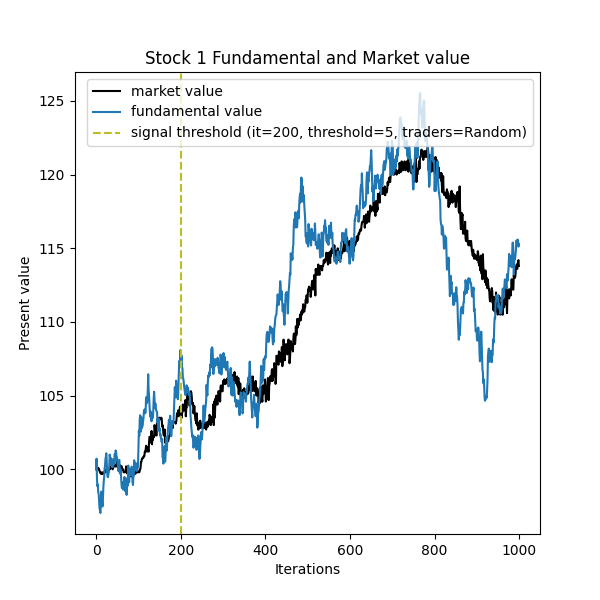 Stock 1 Fundamental and Market value
market value
fundamental value
signal threshold (it=200, threshold=5, traders=Random)
125
120
115
110
105
100
Present value
0 200 400 600 800 1000
Iterations